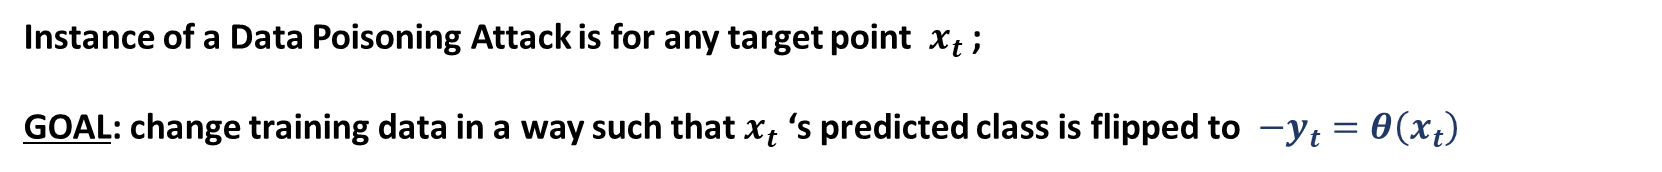 Instance of a Data Poisoning Attack is for any target point x_t ;
GOAL: change training data in a way such that x_t ‘s predicted class is flipped to −y_t = θ(x_t)